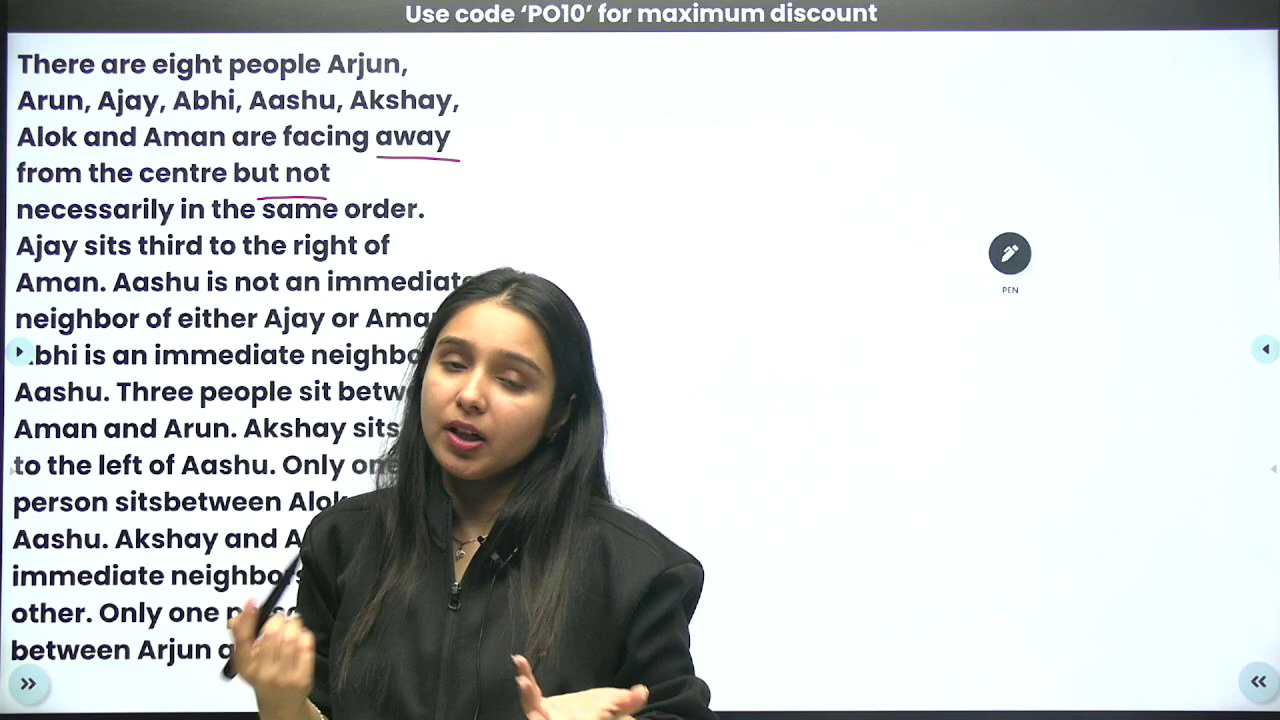 Use code ‘PO10’ for maximum discount
There are eight people Arjun,
Arun, Ajay, Abhi, Aashu, Akshay,
Alok and Aman are facing away
from the centre but not
necessarily in the same order.
Ajay sits third to the right of
Aman. Aashu is not an immediate
neighbor of either Ajay or
is an immediate
Aashu. Three people sit
Aman and Arun. Akshay sits
to the left of Aashu. Only one
person sitsbetween Alok
Aashu. Akshay and
immediate
other. Only one
between Arjun
PEN